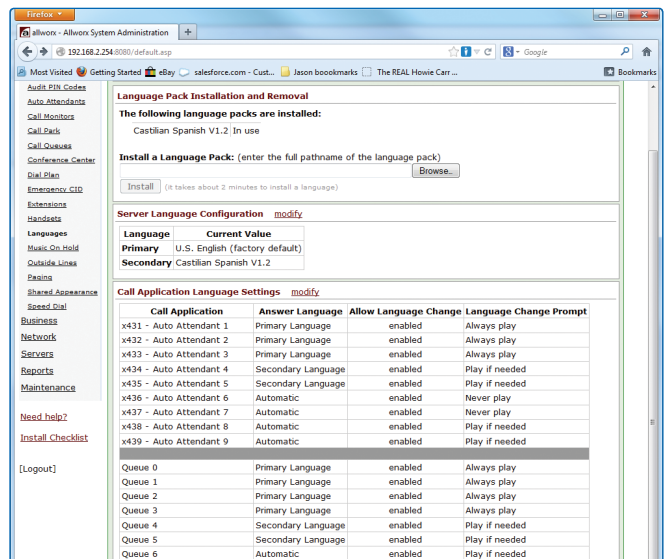 Firefox
allworx - Allworx System Administration
192.168.2.254:8080/default.asp
Google
Most Visited Getting Started eBay salesforce.com - Cust... Jason boookmarks The REAL Howie Carr ... Bookmarks
Audit PIN Codes
Auto Attendants
Call Monitors
Call Park
Call Queues
Conference Center
Dial Plan
Emergency CID
Extensions
Handsets
Languages
Music On Hold
Outside Lines
Paging
Shared Appearance
Speed Dial
Business
Network
Servers
Reports
Maintenance
Need help?
Install Checklist
[Logout]
Language Pack Installation and Removal
The following language packs are installed:
Castilian Spanish V1.2 In use
Install a Language Pack: (enter the full pathname of the language pack)
Browse...
Install (it takes about 2 minutes to install a language)
Server Language Configuration modify
Language Current Value
Primary U.S. English (factory default)
Secondary Castilian Spanish V1.2
Call Application Language Settings modify
Call Application Answer Language Allow Language Change Language Change Prompt
x431 - Auto Attendant 1 Primary Language enabled Always play
x432 - Auto Attendant 2 Primary Language enabled Always play
x433 - Auto Attendant 3 Primary Language enabled Always play
x434 - Auto Attendant 4 Secondary Language enabled Play if needed
x435 - Auto Attendant 5 Secondary Language enabled Play if needed
x436 - Auto Attendant 6 Automatic enabled Never play
x437 - Auto Attendant 7 Automatic enabled Never play
x438 - Auto Attendant 8 Automatic enabled Play if needed
x439 - Auto Attendant 9 Automatic enabled Play if needed
Queue 0 Primary Language enabled Always play
Queue 1 Primary Language enabled Always play
Queue 2 Primary Language enabled Always play
Queue 3 Primary Language enabled Always play
Queue 4 Secondary Language enabled Play if needed
Queue 5 Secondary Language enabled Play if needed
Queue 6 Automatic enabled Play if needed